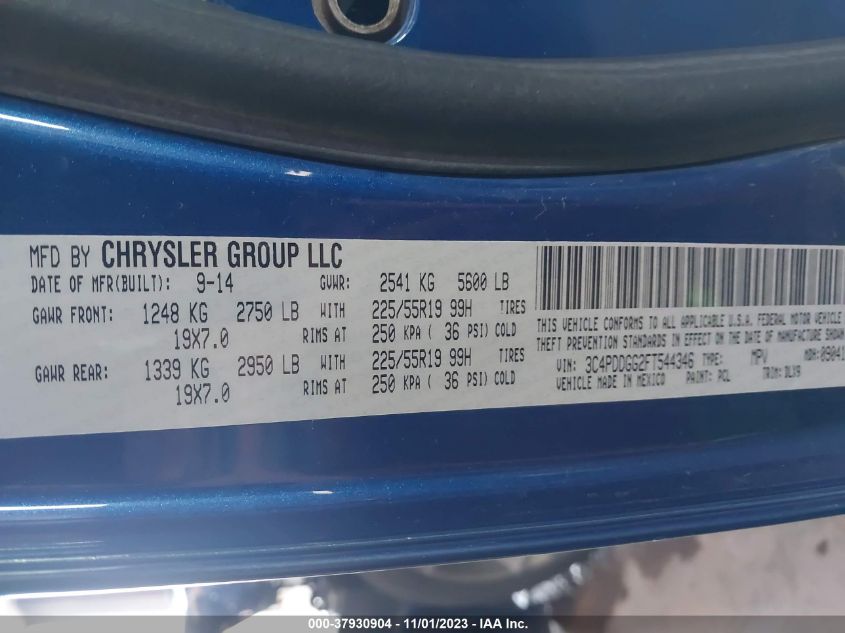 MFD BY CHRYSLER GROUP LLC
DATE OF MFR(BUILT): 9-14 GVWR: 2541 KG 5600 LB
GAWR FRONT: 1248 KG 2750 LB WITH 225/55R19 99H TIRES
19X7.0 RIMS AT 250 KPA ( 36 PSI) COLD
GAWR REAR: 1339 KG 2950 LB WITH 225/55R19 99H TIRES
19X7.0 RIMS AT 250 KPA ( 36 PSI) COLD
THIS VEHICLE CONFORMS TO ALL APPLICABLE U.S.A. FEDERAL MOTOR VEHICLE
THEFT PREVENTION STANDARDS IN EFFECT ON THE DATE OF MANUFACTURE SHOWN
VIN: 3C4PDDGG2FT544346 TYPE: MPV MDH: 09041
VEHICLE MADE IN MEXICO PAINT: PCL TRIM: DLX9
000-37930904 - 11/01/2023 - IAA Inc.